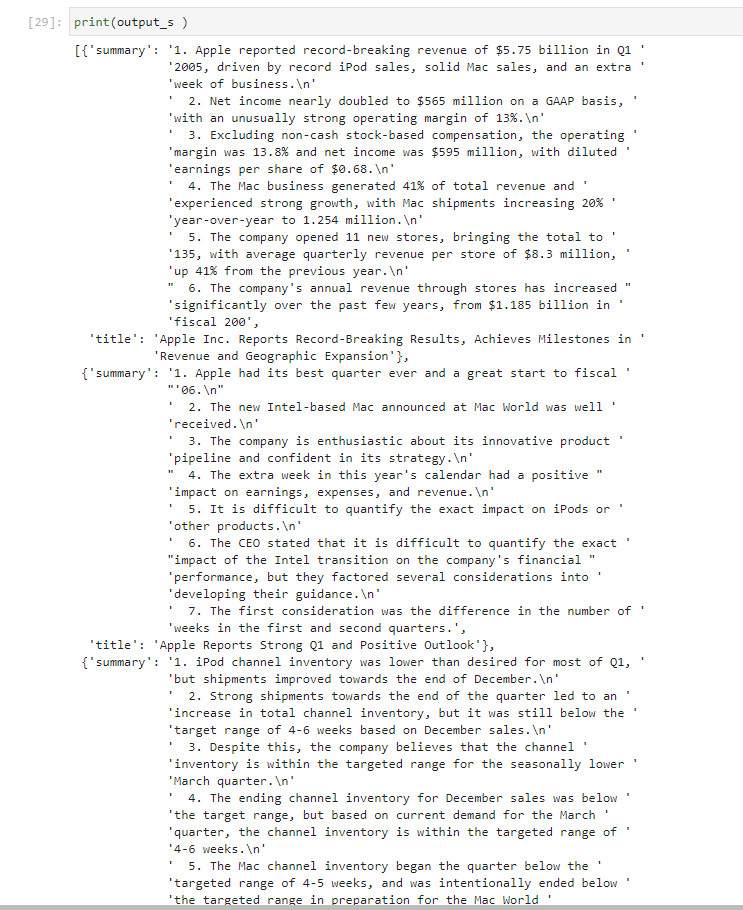 [29]: print(output_s )
[{'summary': '1. Apple reported record-breaking revenue of $5.75 billion in Q1 '
'2005, driven by record iPod sales, solid Mac sales, and an extra '
'week of business.\n'
' 2. Net income nearly doubled to $565 million on a GAAP basis, '
'with an unusually strong operating margin of 13%.\n'
' 3. Excluding non-cash stock-based compensation, the operating '
'margin was 13.8% and net income was $595 million, with diluted '
'earnings per share of $0.68.\n'
' 4. The Mac business generated 41% of total revenue and '
'experienced strong growth, with Mac shipments increasing 20% '
'year-over-year to 1.254 million.\n'
' 5. The company opened 11 new stores, bringing the total to '
'135, with average quarterly revenue per store of $8.3 million, '
'up 41% from the previous year.\n'
" 6. The company's annual revenue through stores has increased "
'significantly over the past few years, from $1.185 billion in '
'fiscal 200',
'title': 'Apple Inc. Reports Record-Breaking Results, Achieves Milestones in '
'Revenue and Geographic Expansion'},
{'summary': '1. Apple had its best quarter ever and a great start to fiscal '
"'06.\n"
' 2. The new Intel-based Mac announced at Mac World was well '
'received.\n'
' 3. The company is enthusiastic about its innovative product '
'pipeline and confident in its strategy.\n'
" 4. The extra week in this year's calendar had a positive "
'impact on earnings, expenses, and revenue.\n'
' 5. It is difficult to quantify the exact impact on iPods or '
'other products.\n'
' 6. The CEO stated that it is difficult to quantify the exact '
"impact of the Intel transition on the company's financial "
'performance, but they factored several considerations into '
'developing their guidance.\n'
' 7. The first consideration was the difference in the number of '
'weeks in the first and second quarters.',
'title': 'Apple Reports Strong Q1 and Positive Outlook'},
{'summary': '1. iPod channel inventory was lower than desired for most of Q1, '
'but shipments improved towards the end of December.\n'
' 2. Strong shipments towards the end of the quarter led to an '
'increase in total channel inventory, but it was still below the '
'target range of 4-6 weeks based on December sales.\n'
' 3. Despite this, the company believes that the channel '
'inventory is within the targeted range for the seasonally lower '
'March quarter.\n'
' 4. The ending channel inventory for December sales was below '
'the target range, but based on current demand for the March '
'quarter, the channel inventory is within the targeted range of '
'4-6 weeks.\n'
' 5. The Mac channel inventory began the quarter below the '
'targeted range of 4-5 weeks, and was intentionally ended below '
'the targeted range in preparation for the Mac World '